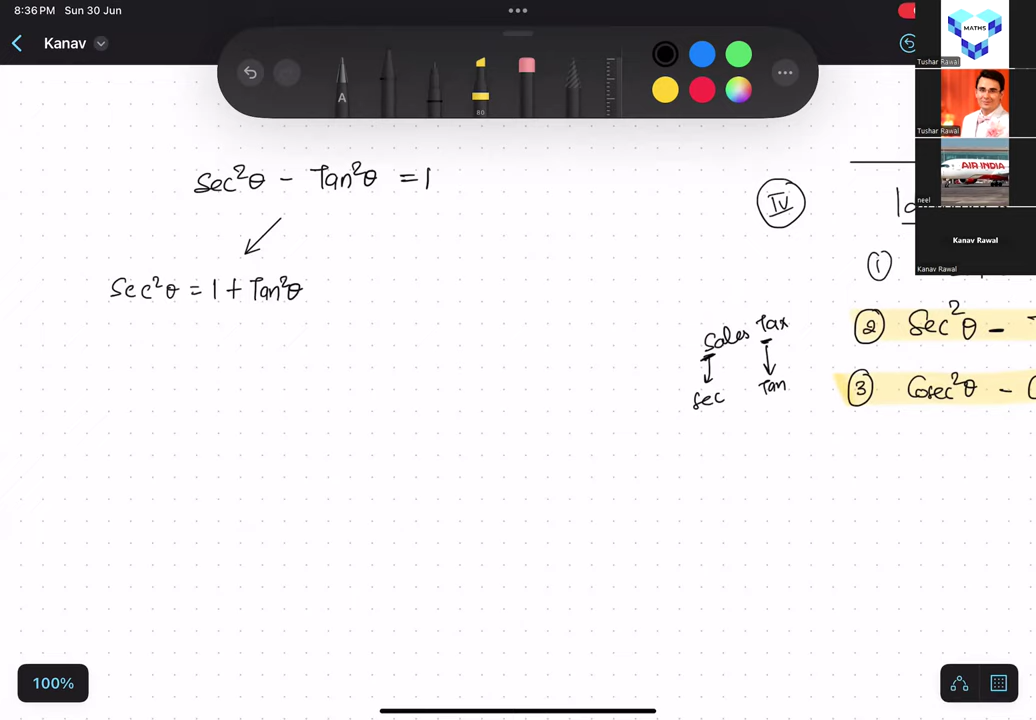 8:36 PM Sun 30 Jun
Kanav
A
80
MATHS
Tushar Rawal
Tushar Rawal
AIR INDIA
neel
Kanav Rawal
Kanav Rawal
Sec²θ - Tan²θ = 1
Sec²θ = 1 + Tan²θ
IV
①
Sales Tax
Sec Tan
② Sec²θ -
③ Cosec²θ -
100%